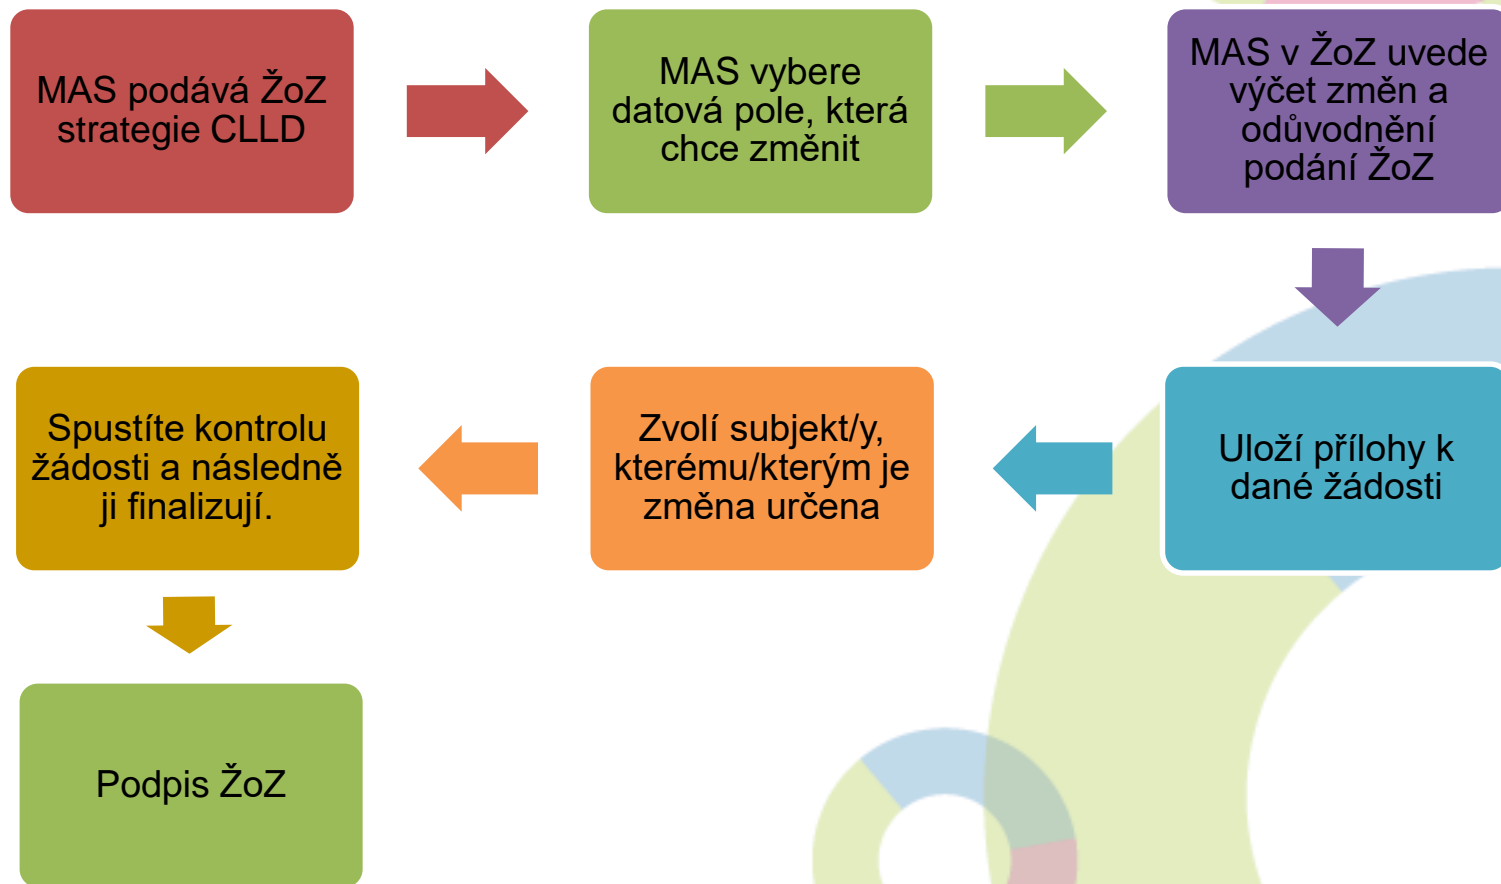 MAS podává ŽoZ
strategie CLLD
MAS vybere
datová pole, která
chce změnit
MAS v ŽoZ uvede
výčet změn a
odůvodnění
podání ŽoZ
Uloží přílohy k
dané žádosti
Zvolí subjekt/y,
kterému/kterým je
změna určena
Spustíte kontrolu
žádosti a následně
ji finalizují.
Podpis ŽoZ